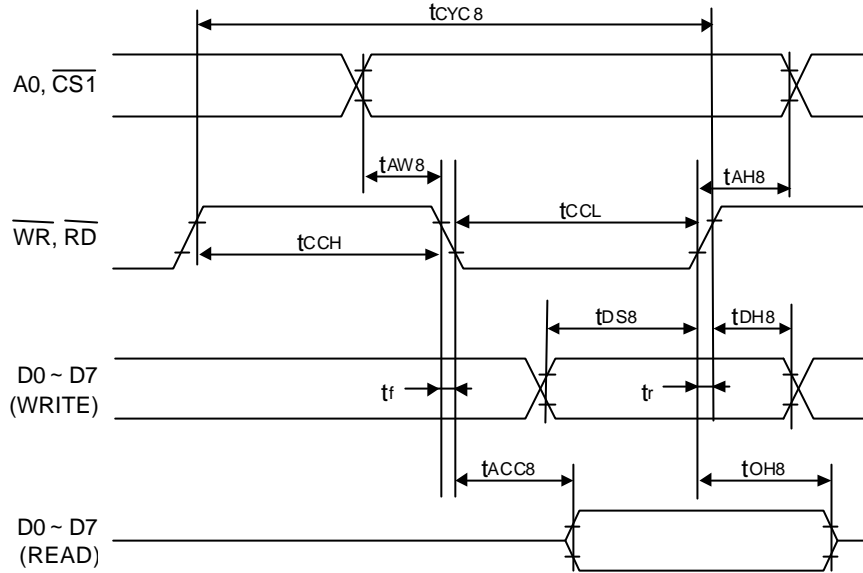 tCYC8
A0, CS1
tAW8
tAH8
WR, RD
tCCL
tCCH
tDS8
tDH8
D0 ~ D7
(WRITE)
tf
tr
tACC8
tOH8
D0 ~ D7
(READ)